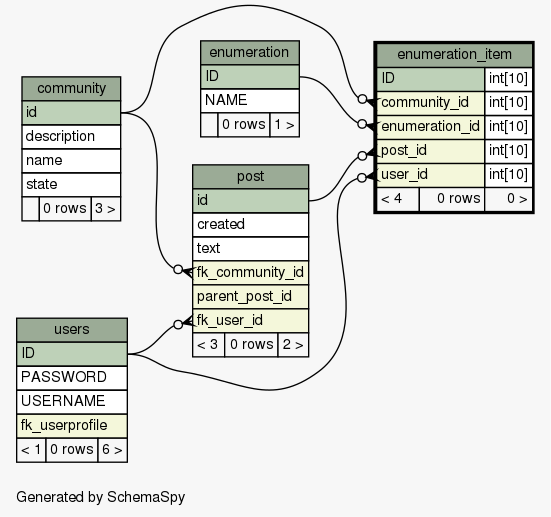 enumeration_item
ID int[10]
community_id int[10]
enumeration_id int[10]
post_id int[10]
user_id int[10]
< 4 0 rows 0 >
enumeration
ID
NAME
0 rows 1 >
community
id
description
name
state
0 rows 3 >
post
id
created
text
fk_community_id
parent_post_id
fk_user_id
< 3 0 rows 2 >
users
ID
PASSWORD
USERNAME
fk_userprofile
< 1 0 rows 6 >
Generated by SchemaSpy